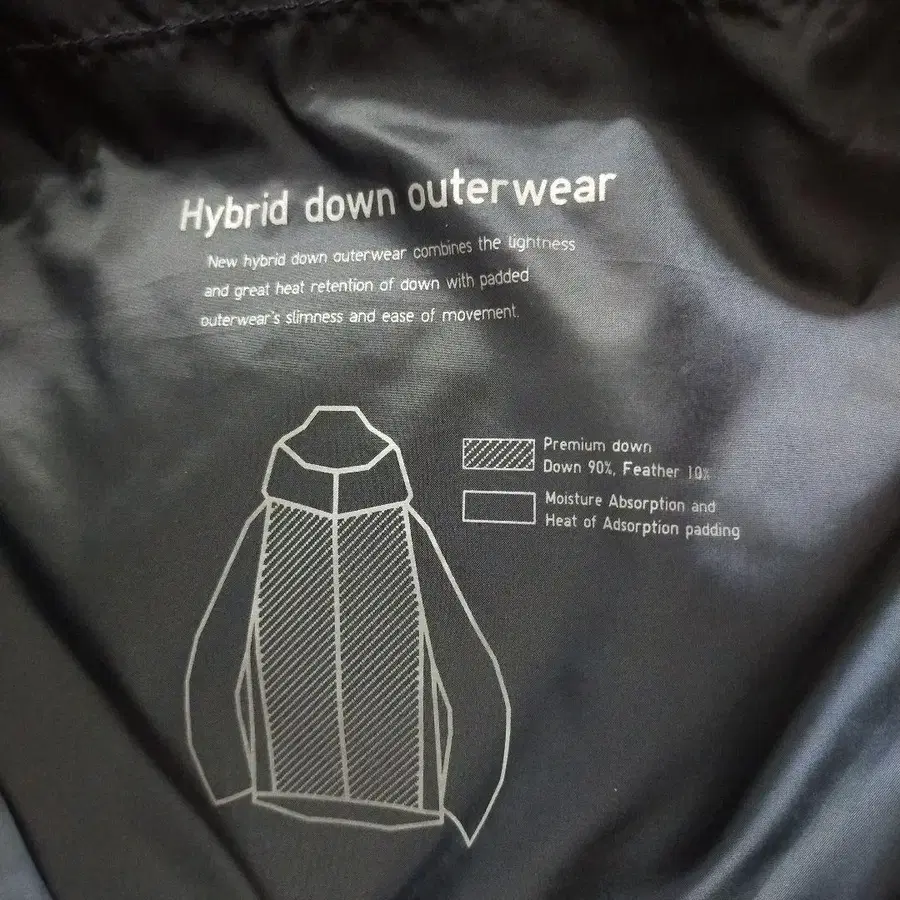 Hybrid down outerwear
New hybrid down outerwear combines the lightness
and great heat retention of down with padded
outerwear's slimness and ease of movement.
Premium down
Down 90%, Feather 10%
Moisture Absorption and
Heat of Adsorption padding